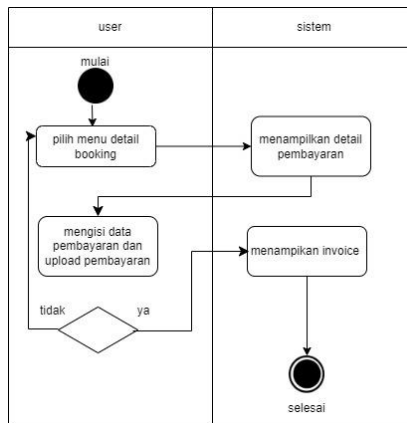 user
sistem
mulai
pilih menu detail
booking
menampilkan detail
pembayaran
mengisi data
pembayaran dan
upload pembayaran
menampikan invoice
tidak
ya
selesai